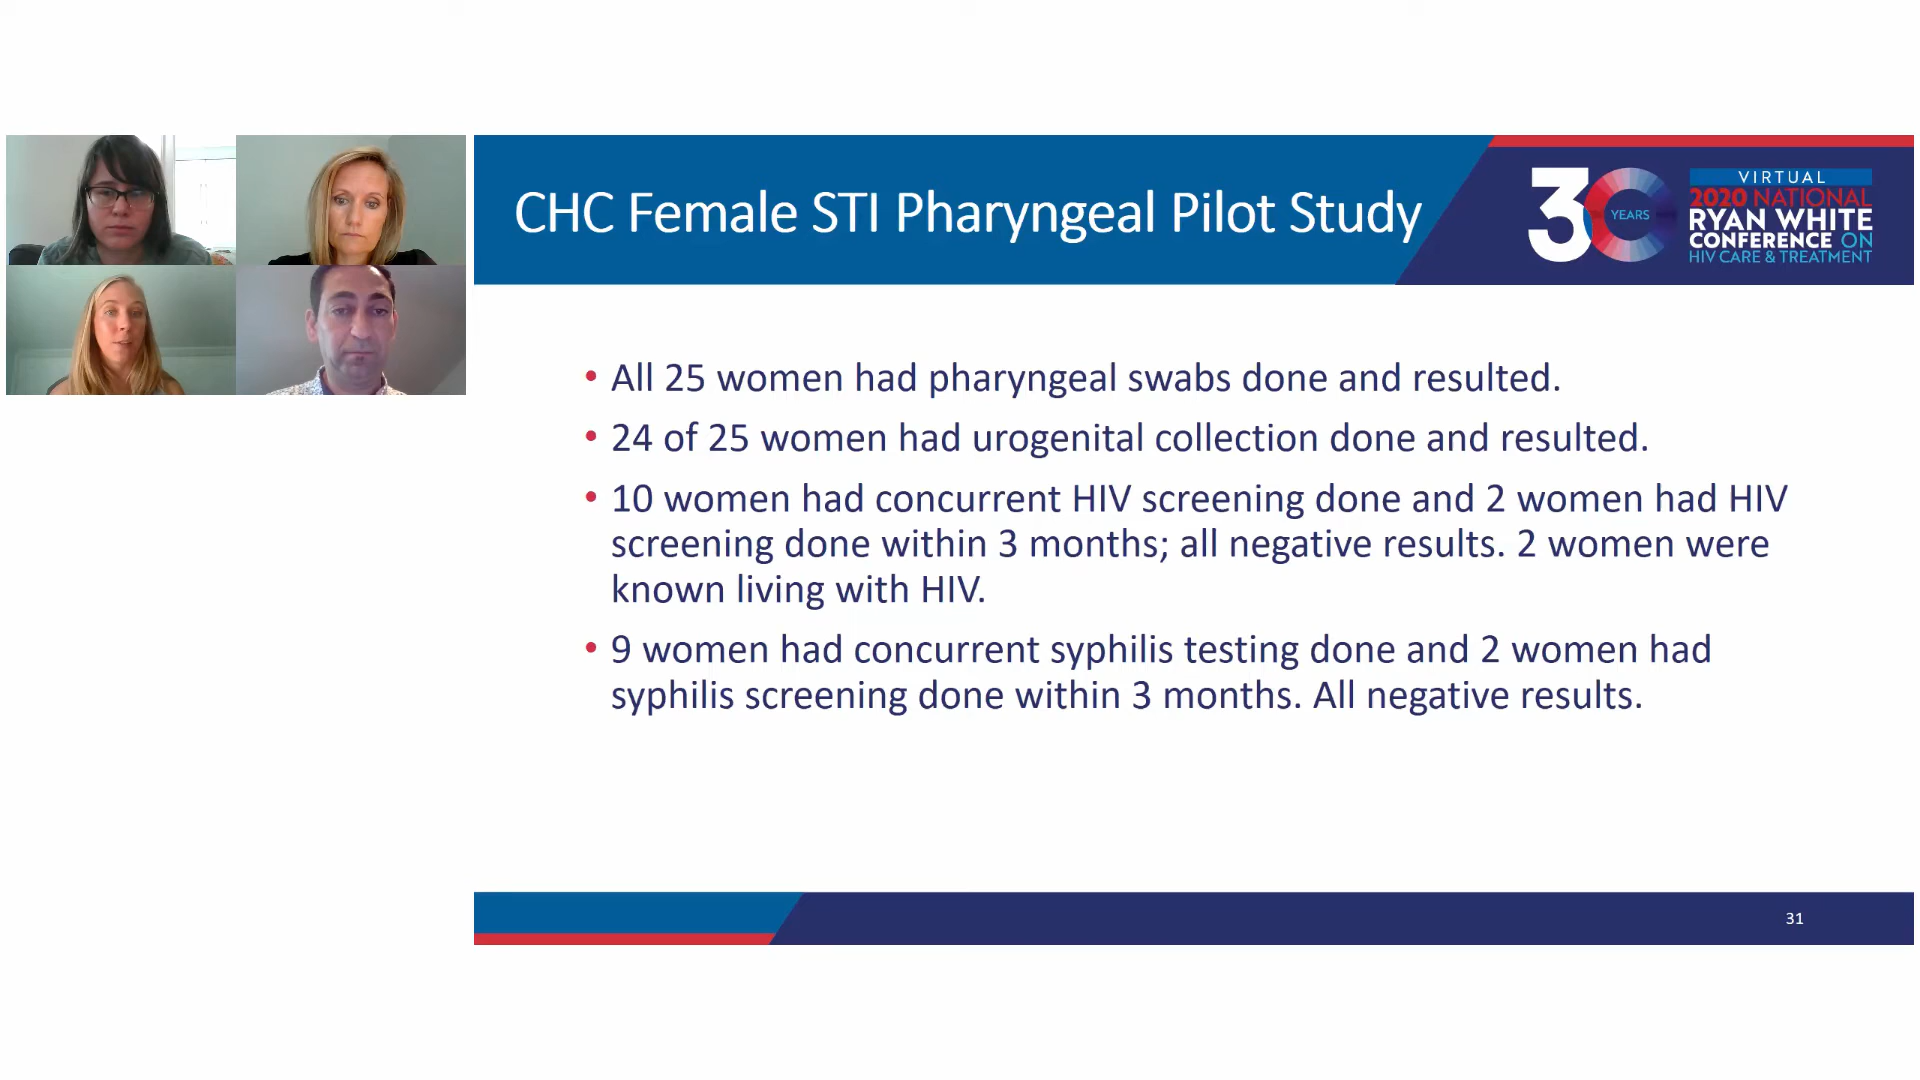 CHC Female STI Pharyngeal Pilot Study
30
YEARS
VIRTUAL
2020 NATIONAL
RYAN WHITE
CONFERENCE ON
HIV CARE & TREATMENT
• All 25 women had pharyngeal swabs done and resulted.
• 24 of 25 women had urogenital collection done and resulted.
• 10 women had concurrent HIV screening done and 2 women had HIV
screening done within 3 months; all negative results. 2 women were
known living with HIV.
• 9 women had concurrent syphilis testing done and 2 women had
syphilis screening done within 3 months. All negative results.
31